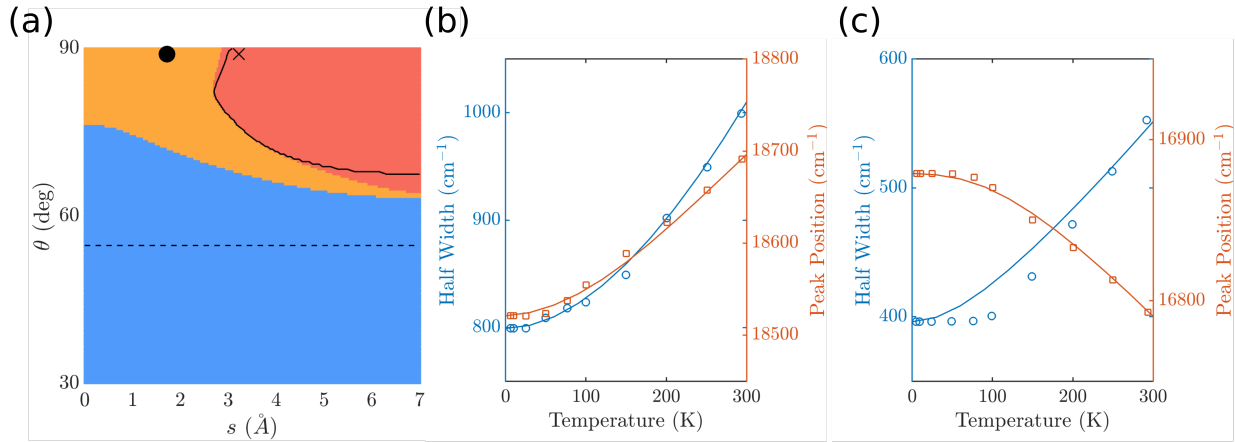 (a)
90
60
30
θ (deg)
0 1 2 3 4 5 6 7
s (Å)
(b)
1000
900
800
Half Width (cm⁻¹)
18800
18700
18600
18500
Peak Position (cm⁻¹)
0 100 200 300
Temperature (K)
(c)
600
500
400
Half Width (cm⁻¹)
16900
16800
Peak Position (cm⁻¹)
0 100 200 300
Temperature (K)